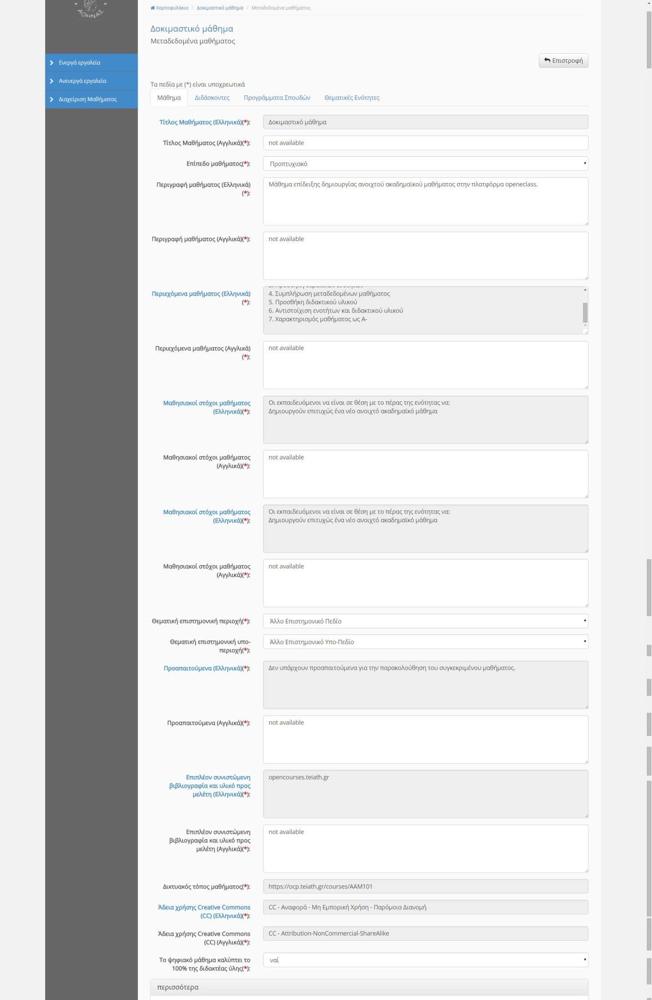 ΑΘΗΝΑΣ
Χαρτοφυλάκιο / Δοκιμαστικό μάθημα / Μεταδεδομένα μαθήματος
Δοκιμαστικό μάθημα
Μεταδεδομένα μαθήματος
Επιστροφή
Ενεργά εργαλεία
Ανενεργά εργαλεία
Διαχείριση Μαθήματος
Τα πεδία με (*) είναι υποχρεωτικά
Μάθημα Διδάσκοντες Προγράμματα Σπουδών Θεματικές Ενότητες
Τίτλος Μαθήματος (Ελληνικά)(*): Δοκιμαστικό μάθημα
Τίτλος Μαθήματος (Αγγλικά)(*): not available
Επίπεδο μαθήματος(*): Προπτυχιακό
Περιγραφή μαθήματος (Ελληνικά)
(*):
Μάθημα επίδειξης δημιουργίας ανοιχτού ακαδημαϊκού μαθήματος στην πλατφόρμα openeclass.
Περιγραφή μαθήματος (Αγγλικά)(*): not available
Περιεχόμενα μαθήματος (Ελληνικά)
(*):
4. Συμπλήρωση μεταδεδομένων μαθήματος
5. Προσθήκη διδακτικού υλικού
6. Αντιστοίχιση ενοτήτων και διδακτικού υλικού
7. Χαρακτηρισμός μαθήματος ως Α-
Περιεχόμενα μαθήματος (Αγγλικά)
(*):
not available
Μαθησιακοί στόχοι μαθήματος
(Ελληνικά)(*):
Οι εκπαιδευόμενοι να είναι σε θέση με το πέρας της ενότητας να:
Δημιουργούν επιτυχώς ένα νέο ανοιχτό ακαδημαϊκό μάθημα
Μαθησιακοί στόχοι μαθήματος
(Αγγλικά)(*):
not available
Μαθησιακοί στόχοι μαθήματος
(Ελληνικά)(*):
Οι εκπαιδευόμενοι να είναι σε θέση με το πέρας της ενότητας να:
Δημιουργούν επιτυχώς ένα νέο ανοιχτό ακαδημαϊκό μάθημα
Μαθησιακοί στόχοι μαθήματος
(Αγγλικά)(*):
not available
Θεματική επιστημονική περιοχή(*): Άλλο Επιστημονικό Πεδίο
Θεματική επιστημονική υπο-
περιοχή(*):
Άλλο Επιστημονικό Υπο-Πεδίο
Προαπαιτούμενα (Ελληνικά)(*): Δεν υπάρχουν προαπαιτούμενα για την παρακολούθηση του συγκεκριμένου μαθήματος.
Προαπαιτούμενα (Αγγλικά)(*): not available
Επιπλέον συνιστώμενη
βιβλιογραφία και υλικό προς
μελέτη (Ελληνικά)(*):
opencourses.teiath.gr
Επιπλέον συνιστώμενη
βιβλιογραφία και υλικό προς
μελέτη (Αγγλικά)(*):
not available
Δικτυακός τόπος μαθήματος(*): https://ocp.teiath.gr/courses/AAM101
Άδεια χρήσης Creative Commons
(CC) (Ελληνικά)(*):
CC - Αναφορά - Μη Εμπορική Χρήση - Παρόμοια Διανομή
Άδεια χρήσης Creative Commons
(CC) (Αγγλικά)(*):
CC - Attribution-NonCommercial-ShareAlike
Το ψηφιακό μάθημα καλύπτει το
100% της διδακτέας ύλης(*):
ναί
περισσότερα